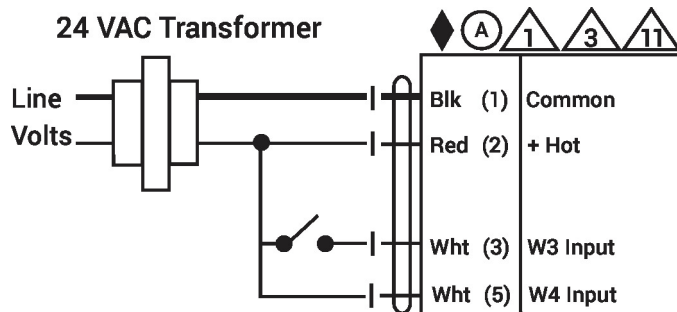 24 VAC Transformer
A 1 3 11
Line
Volts
Blk (1) Common
Red (2) + Hot
Wht (3) W3 Input
Wht (5) W4 Input